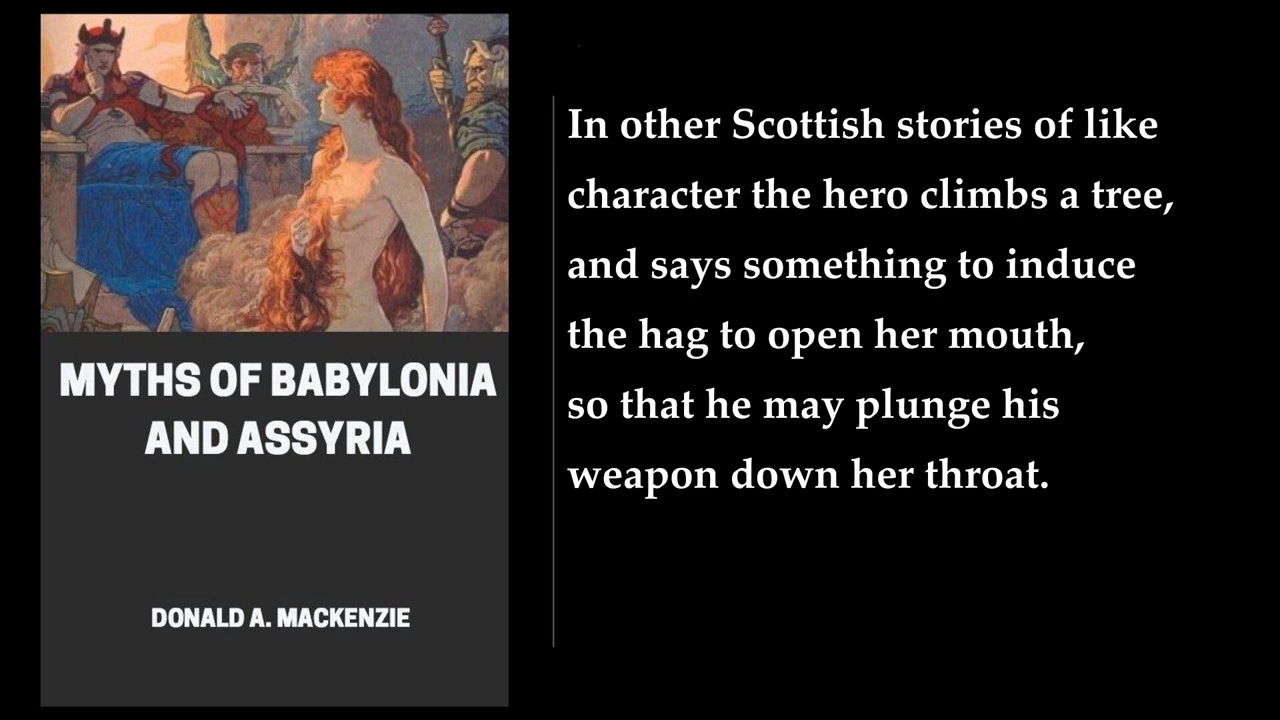 MYTHS OF BABYLONIA
AND ASSYRIA
DONALD A. MACKENZIE
In other Scottish stories of like
character the hero climbs a tree,
and says something to induce
the hag to open her mouth,
so that he may plunge his
weapon down her throat.